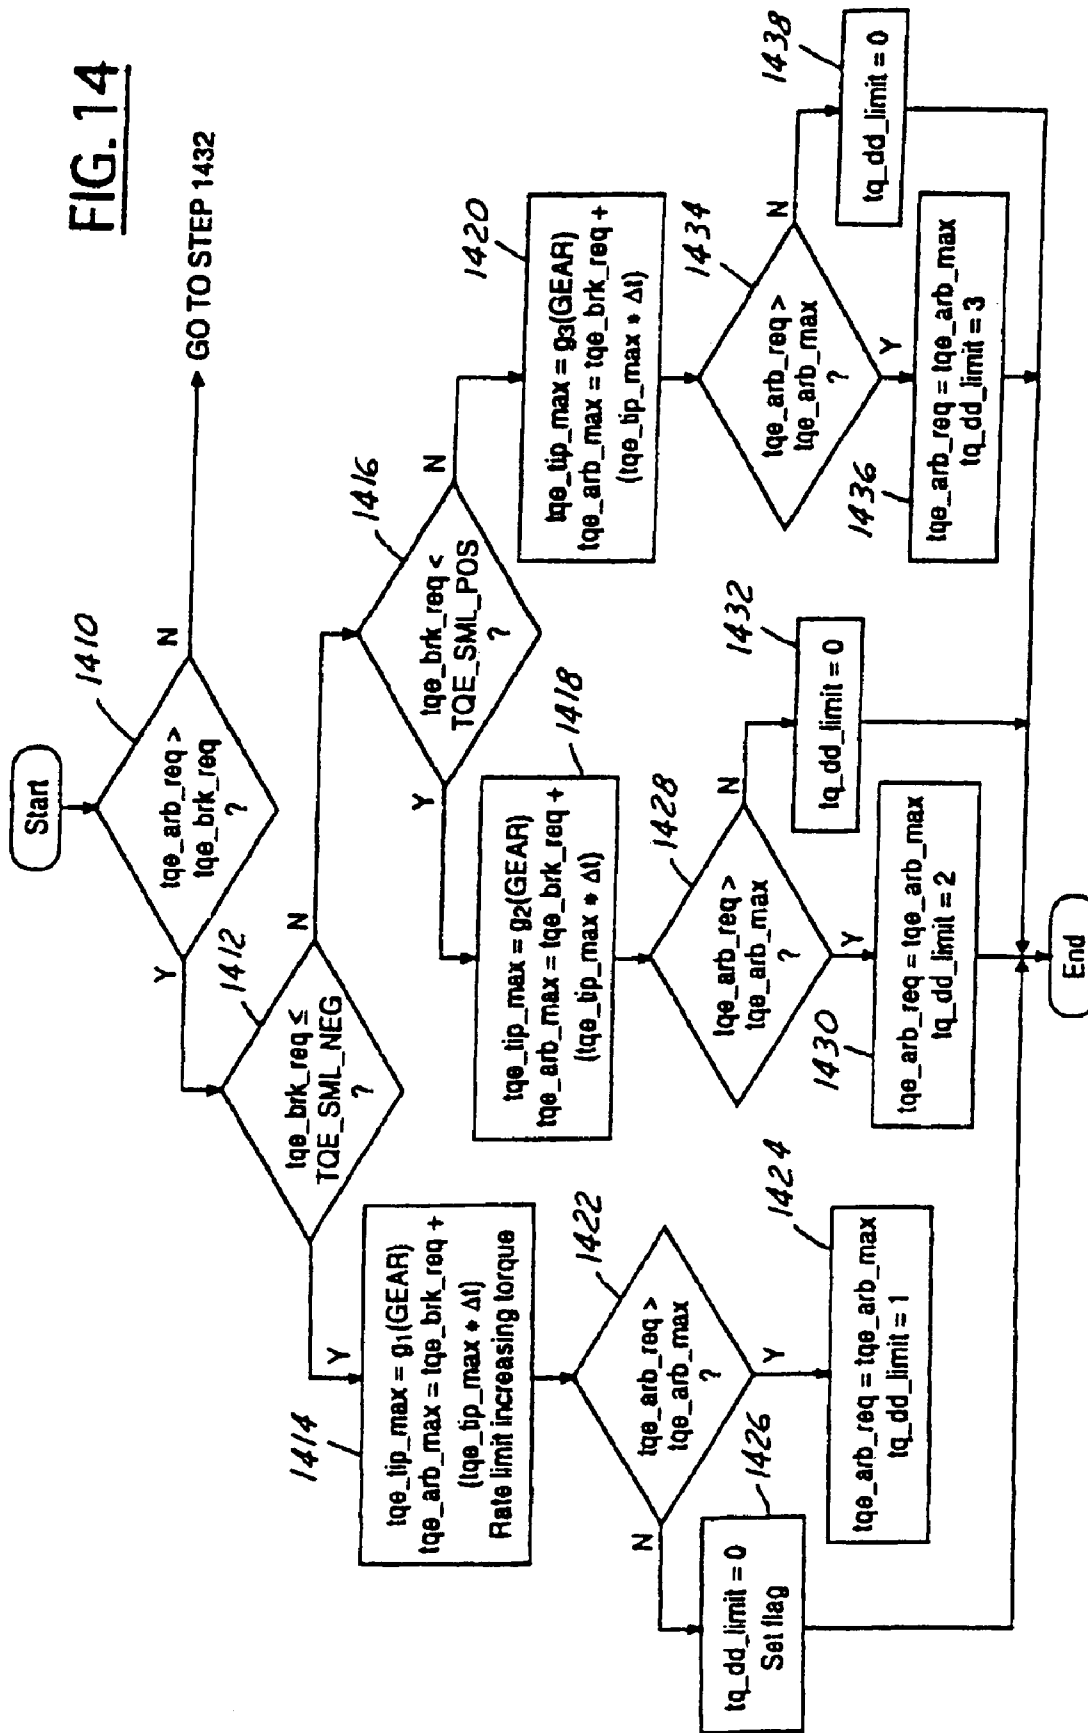 FIG. 14
Start
1410
tqe_arb_req >
tqe_brk_req
?
N
GO TO STEP 1432
Y
1412
tqe_brk_req ≤
TQE_SML_NEG
?
N
Y
1414
tqe_tip_max = g₁(GEAR)
tqe_arb_max = tqe_brk_req +
(tqe_tip_max * Δt)
Rate limit increasing torque
1416
tqe_brk_req <
TQE_SML_POS
?
N
Y
1418
tqe_tip_max = g₂(GEAR)
tqe_arb_max = tqe_brk_req +
(tqe_tip_max * Δt)
1420
tqe_tip_max = g₃(GEAR)
tqe_arb_max = tqe_brk_req +
(tqe_tip_max * Δt)
1422
tqe_arb_req >
tqe_arb_max
?
N
Y
1426
tq_dd_limit = 0
Set flag
1424
tqe_arb_req = tqe_arb_max
tq_dd_limit = 1
1428
tqe_arb_req >
tqe_arb_max
?
N
Y
1430
tqe_arb_req = tqe_arb_max
tq_dd_limit = 2
1432
tq_dd_limit = 0
1434
tqe_arb_req >
tqe_arb_max
?
N
Y
1436
tqe_arb_req = tqe_arb_max
tq_dd_limit = 3
1438
tq_dd_limit = 0
End